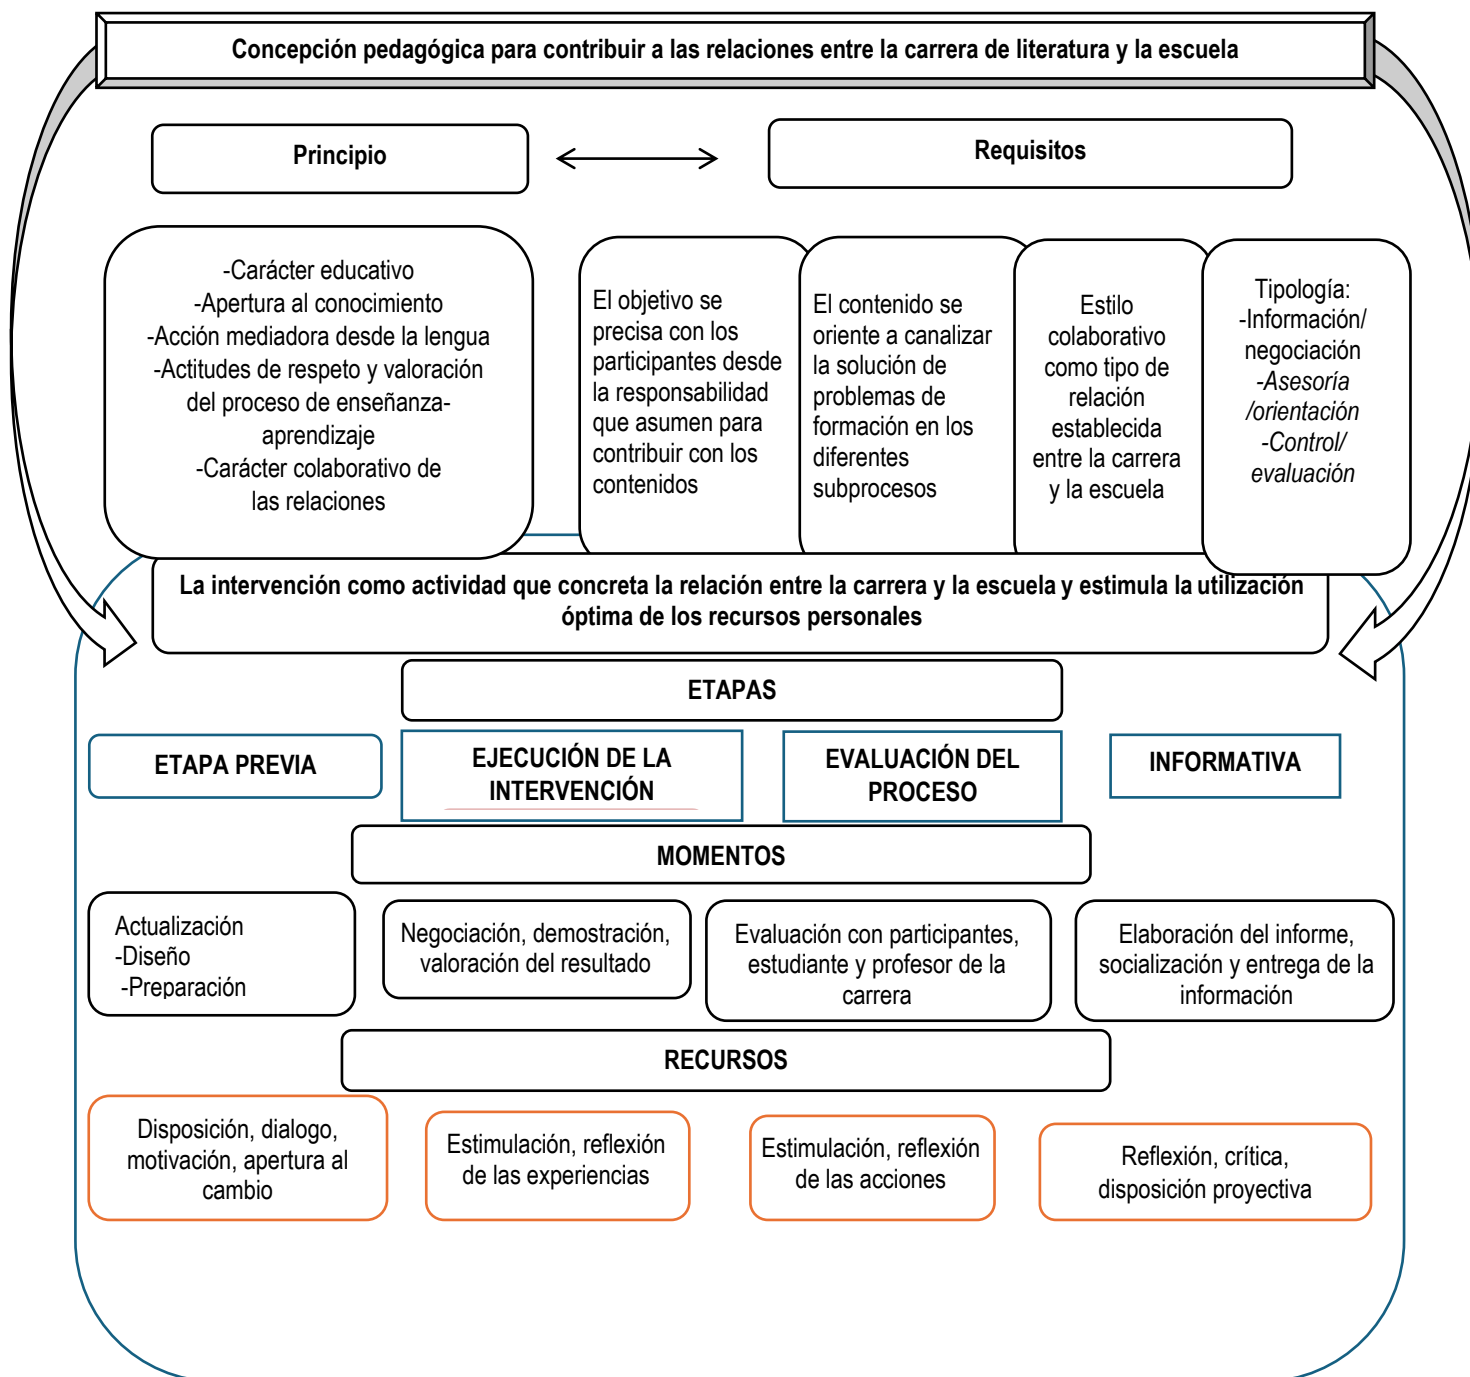 Concepción pedagógica para contribuir a las relaciones entre la carrera de literatura y la escuela
Principio
Requisitos
-Carácter educativo
-Apertura al conocimiento
-Acción mediadora desde la lengua
-Actitudes de respeto y valoración
del proceso de enseñanza-
aprendizaje
-Carácter colaborativo de
las relaciones
El objetivo se
precisa con los
participantes desde
la responsabilidad
que asumen para
contribuir con los
contenidos
El contenido se
oriente a canalizar
la solución de
problemas de
formación en los
diferentes
subprocesos
Estilo
colaborativo
como tipo de
relación
establecida
entre la carrera
y la escuela
Tipología:
-Información/
negociación
-Asesoría
/orientación
-Control/
evaluación
La intervención como actividad que concreta la relación entre la carrera y la escuela y estimula la utilización
óptima de los recursos personales
ETAPAS
ETAPA PREVIA
EJECUCIÓN DE LA
INTERVENCIÓN
EVALUACIÓN DEL
PROCESO
INFORMATIVA
MOMENTOS
Actualización
-Diseño
-Preparación
Negociación, demostración,
valoración del resultado
Evaluación con participantes,
estudiante y profesor de la
carrera
Elaboración del informe,
socialización y entrega de la
información
RECURSOS
Disposición, dialogo,
motivación, apertura al
cambio
Estimulación, reflexión
de las experiencias
Estimulación, reflexión
de las acciones
Reflexión, crítica,
disposición proyectiva